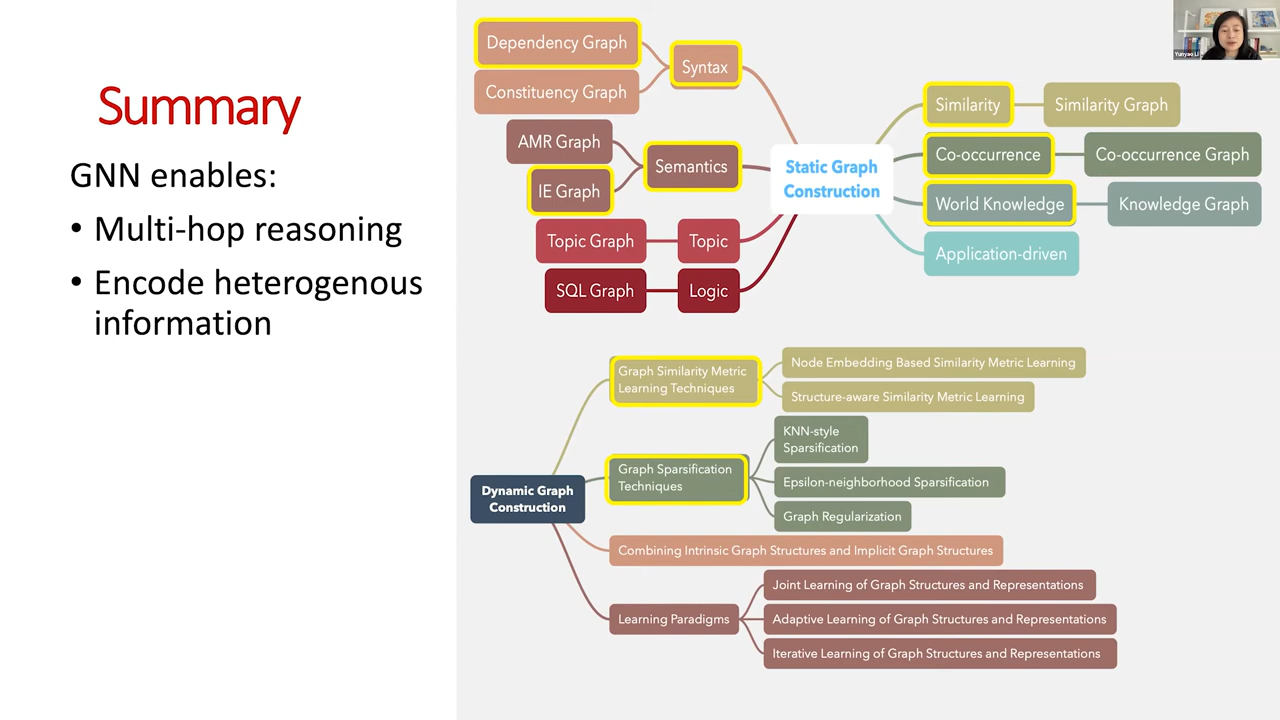 Summary
GNN enables:
• Multi-hop reasoning
• Encode heterogenous
information
Dependency Graph
Constituency Graph
Syntax
AMR Graph
IE Graph
Semantics
Topic Graph
Topic
SQL Graph
Logic
Static Graph
Construction
Similarity
Similarity Graph
Co-occurrence
Co-occurrence Graph
World Knowledge
Knowledge Graph
Application-driven
Dynamic Graph
Construction
Graph Similarity Metric
Learning Techniques
Node Embedding Based Similarity Metric Learning
Structure-aware Similarity Metric Learning
Graph Sparsification
Techniques
KNN-style
Sparsification
Epsilon-neighborhood Sparsification
Graph Regularization
Combining Intrinsic Graph Structures and Implicit Graph Structures
Learning Paradigms
Joint Learning of Graph Structures and Representations
Adaptive Learning of Graph Structures and Representations
Iterative Learning of Graph Structures and Representations
Yunyao Li